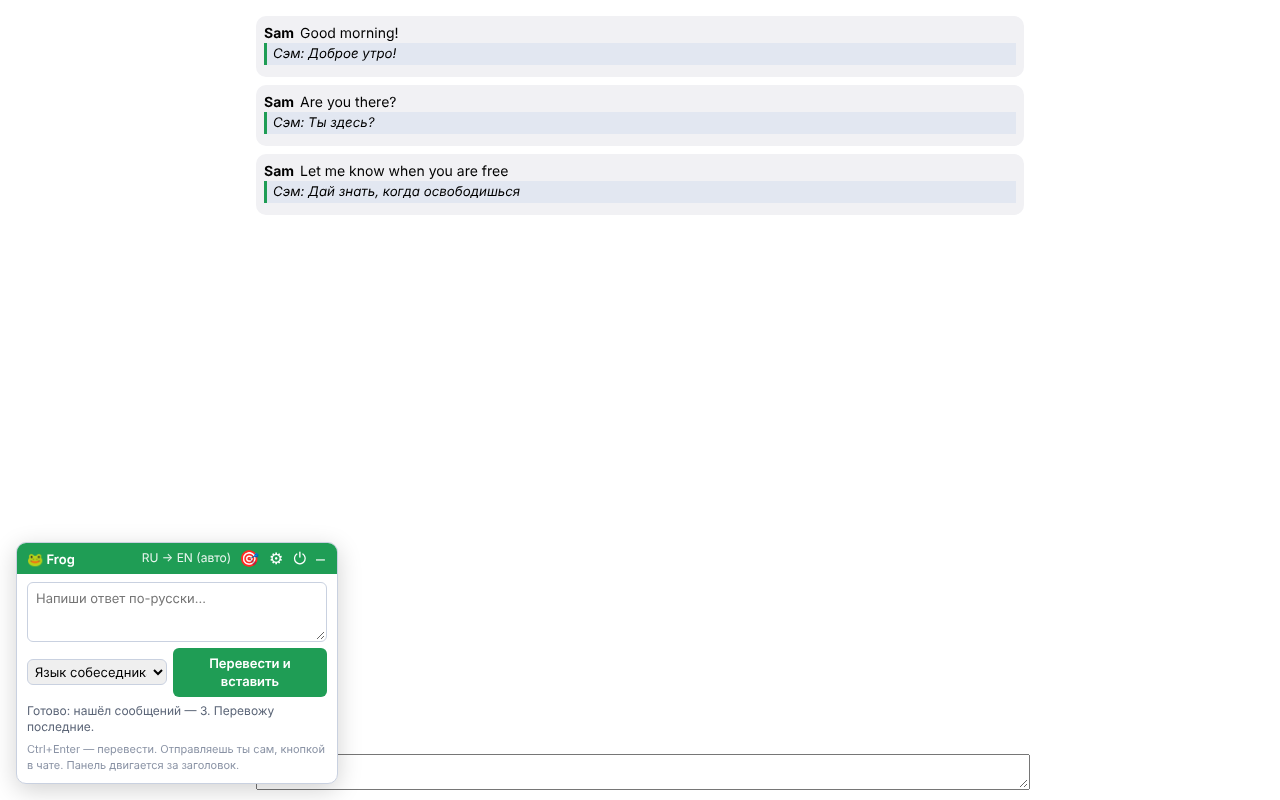 Sam Good morning!
Сэм: Доброе утро!
Sam Are you there?
Сэм: Ты здесь?
Sam Let me know when you are free
Сэм: Дай знать, когда освободишься
🐸 Frog RU → EN (авто) 🎯 ⚙ ⏻ –
Напиши ответ по-русски...
Язык собеседник
Перевести и
вставить
Готово: нашёл сообщений — 3. Перевожу
последние.
Ctrl+Enter — перевести. Отправляешь ты сам, кнопкой
в чате. Панель двигается за заголовок.